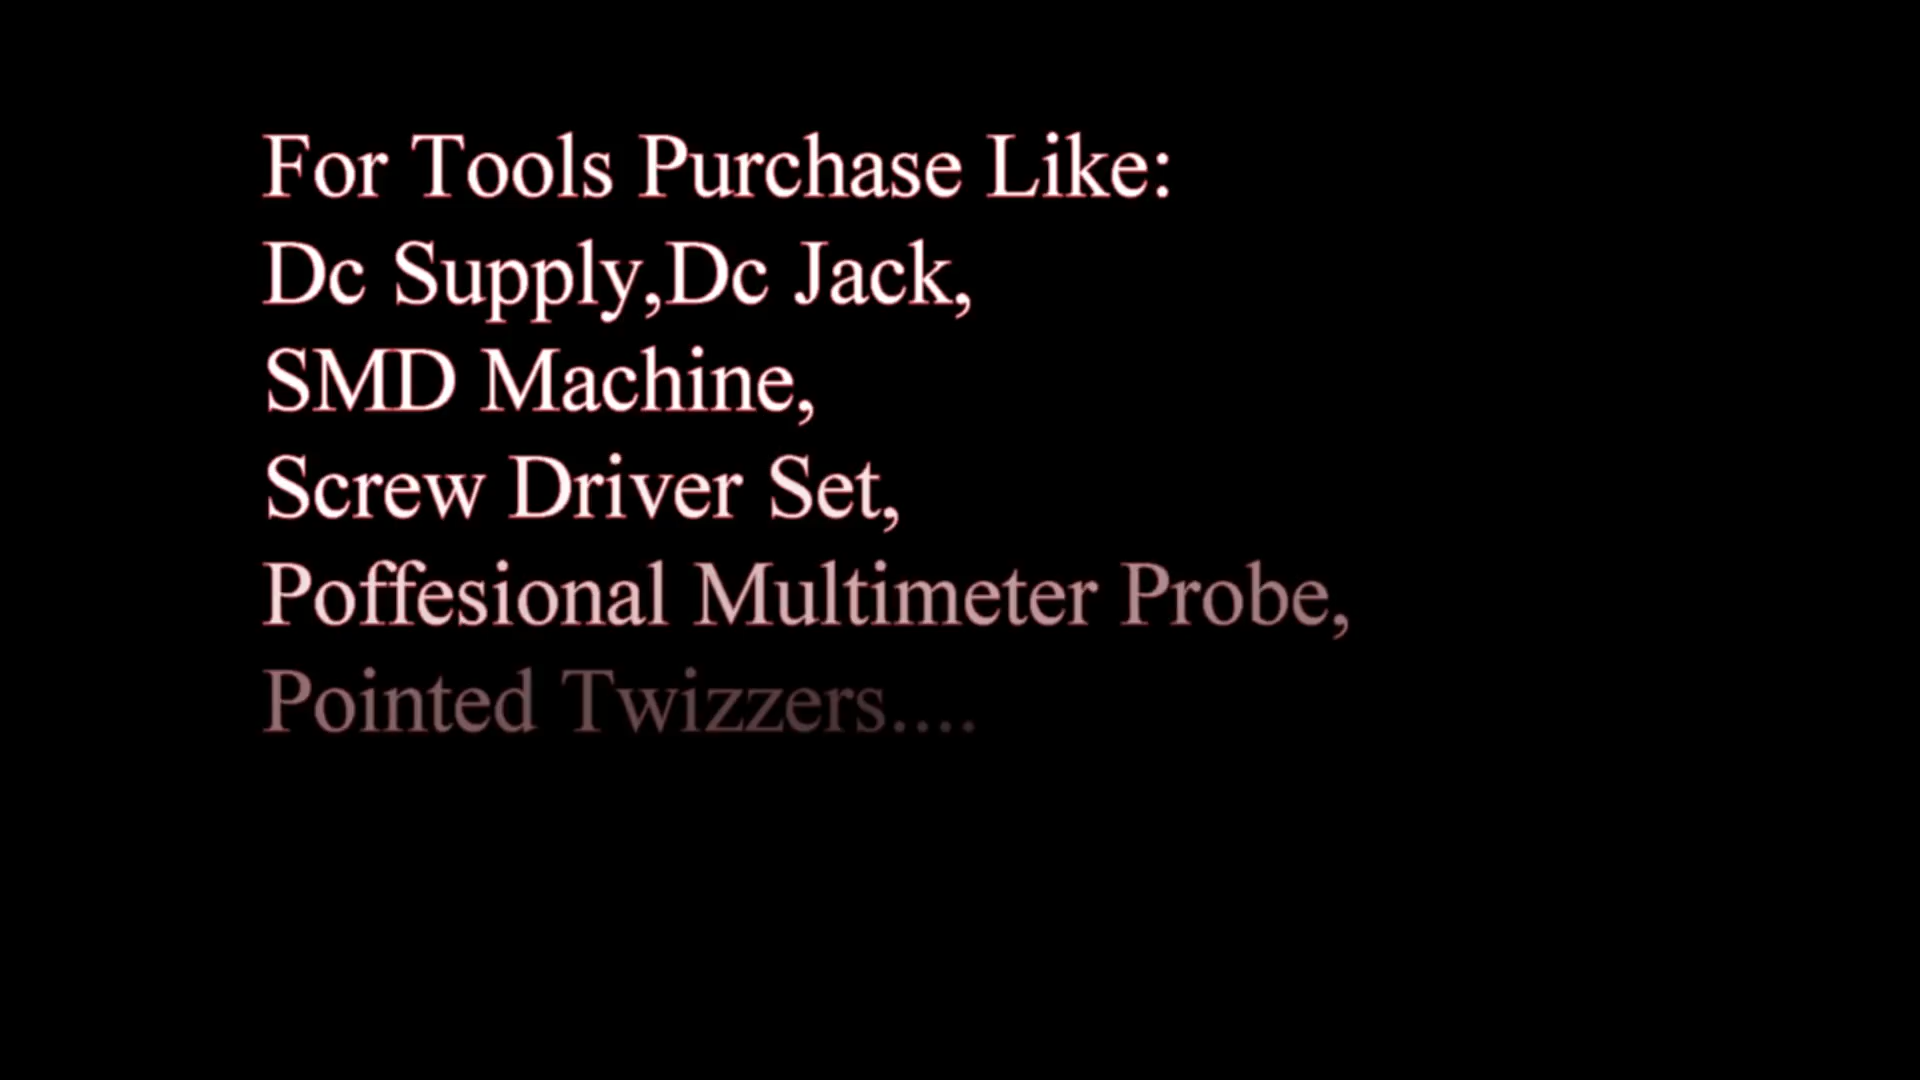 For Tools Purchase Like:
Dc Supply,Dc Jack,
SMD Machine,
Screw Driver Set,
Poffesional Multimeter Probe,
Pointed Twizzers....